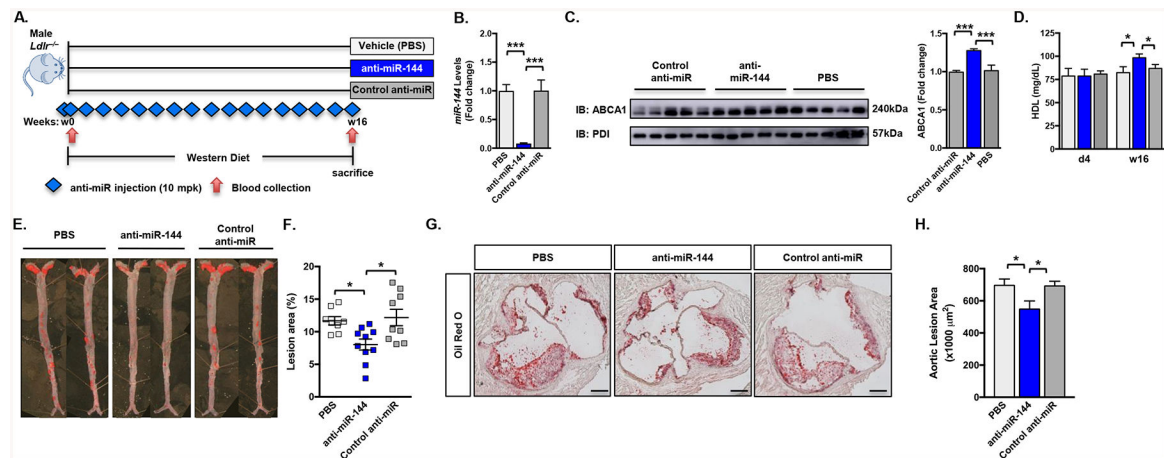 A.
Male
Ldlr-/-
Vehicle (PBS)
anti-miR-144
Control anti-miR
Weeks: w0
w16
Western Diet
sacrifice
anti-miR injection (10 mpk)
Blood collection
B.
miR-144 Levels
(Fold change)
1.5
1.0
0.5
0.0
***
***
PBS
anti-miR-144
Control anti-miR
C.
Control
anti-miR
anti-
miR-144
PBS
IB: ABCA1
240kDa
IB: PDI
57kDa
ABCA1 (Fold change)
1.5
1.0
0.5
0.0
*** ***
Control anti-miR
anti-miR-144
PBS
D.
HDL (mg/dL)
125
100
75
50
25
0
* *
d4
w16
E.
PBS
anti-miR-144
Control
anti-miR
F.
Lesion area (%)
20
15
10
5
0
*
*
PBS
anti-miR-144
Control anti-miR
G.
PBS
anti-miR-144
Control anti-miR
Oil Red O
H.
Aortic Lesion Area
(x1000 μm²)
800
600
400
200
0
* *
PBS
anti-miR-144
Control anti-miR